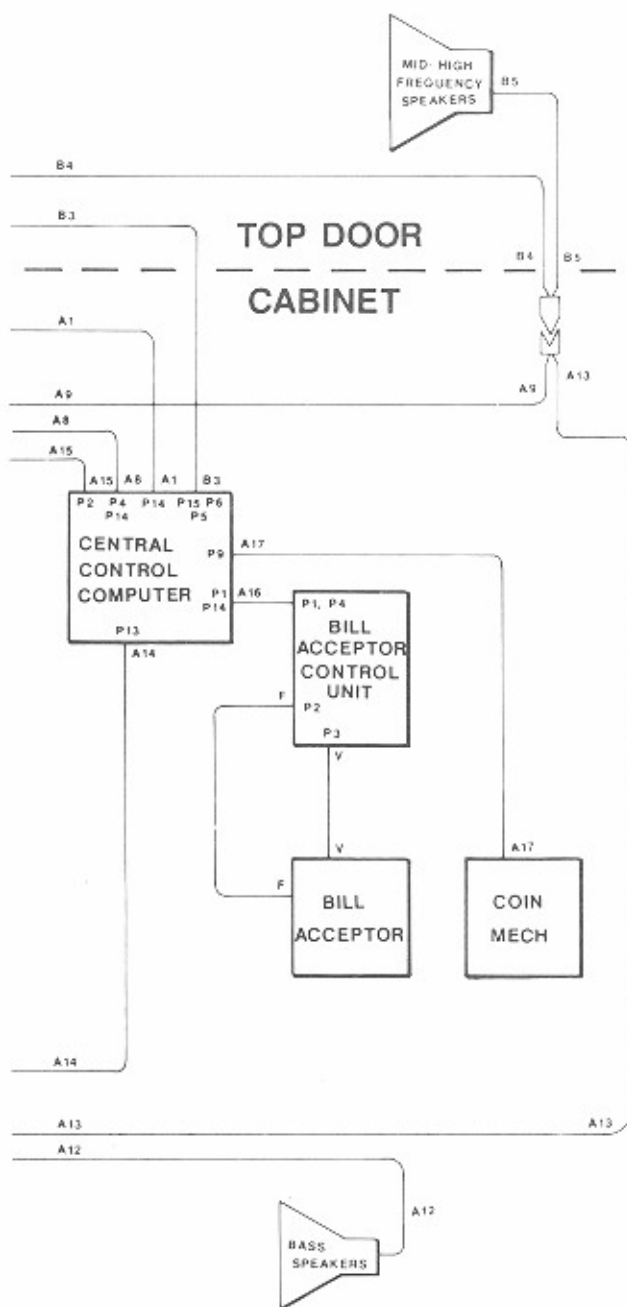 MID-HIGH
FREQUENCY
SPEAKERS
B5
B4
B3
TOP DOOR
B4
B5
CABINET
A1
A9
A9
A13
A8
A15
A15 A8 A1 B3
P2 P4 P14 P15 P6
P14 P5
CENTRAL
CONTROL
COMPUTER
P9
A17
P1
P14
A16
P13
A14
P1, P4
BILL
ACCEPTOR
CONTROL
UNIT
F
P2
P3
V
V
F
BILL
ACCEPTOR
A17
COIN
MECH
A14
A13
A13
A12
A12
BASS
SPEAKERS